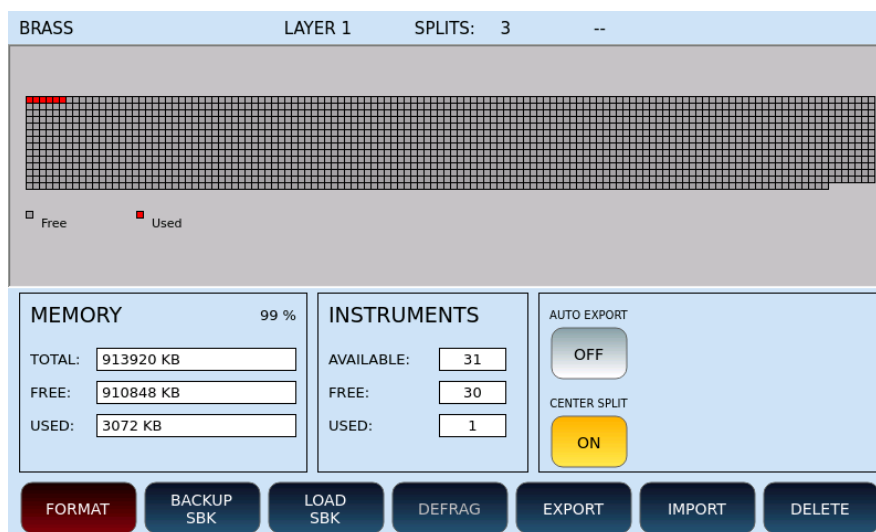 BRASS LAYER 1 SPLITS: 3 --
Free Used
MEMORY 99 %
TOTAL: 913920 KB
FREE: 910848 KB
USED: 3072 KB
INSTRUMENTS
AVAILABLE: 31
FREE: 30
USED: 1
AUTO EXPORT
OFF
CENTER SPLIT
ON
FORMAT
BACKUP
SBK
LOAD
SBK
DEFRAG
EXPORT
IMPORT
DELETE